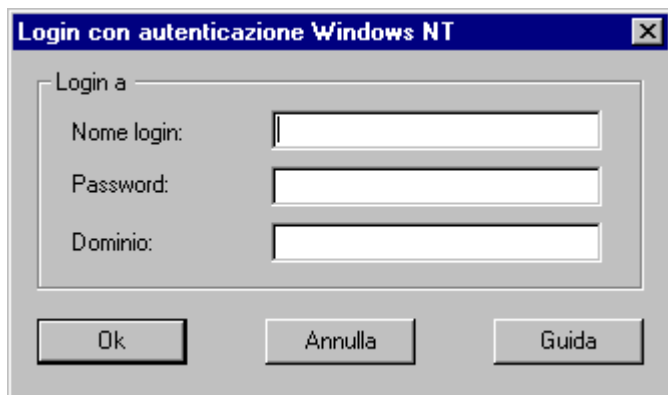 Login con autenticazione Windows NT
Login a
Nome login:
Password:
Dominio:
Ok Annulla Guida